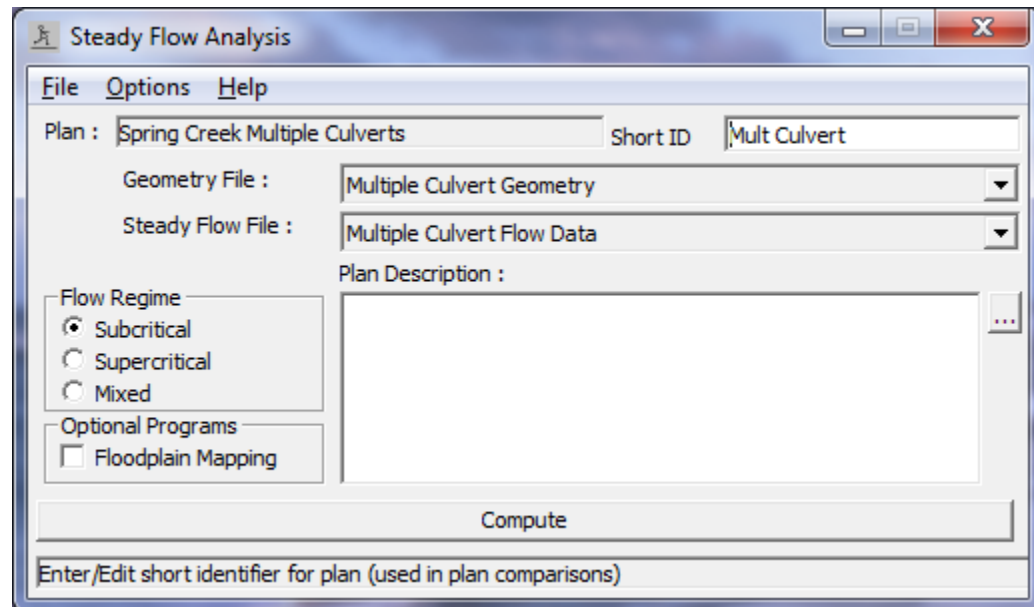 Steady Flow Analysis
File Options Help
Plan : Spring Creek Multiple Culverts Short ID Mult Culvert
Geometry File : Multiple Culvert Geometry
Steady Flow File : Multiple Culvert Flow Data
Plan Description :
Flow Regime
Subcritical
Supercritical
Mixed
Optional Programs
Floodplain Mapping
...
Compute
Enter/Edit short identifier for plan (used in plan comparisons)